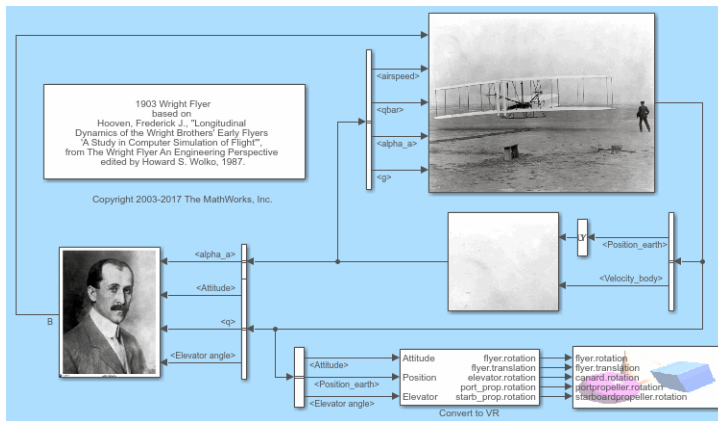 <airspeed>
1903 Wright Flyer
based on
Hooven, Frederick J., "Longitudinal
Dynamics of the Wright Brothers' Early Flyers
'A Study in Computer Simulation of Flight'",
from The Wright Flyer An Engineering Perspective
edited by Howard S. Wolko, 1987.
<qbar>
<alpha_a>
<g>
Copyright 2003-2017 The MathWorks, Inc.
<Position_earth>
<Velocity_body>
<alpha_a>
<Attitude>
<q>
<Elevator angle>
B
<Attitude>
<Position_earth>
<Elevator angle>
Attitude
Position
Elevator
flyer.rotation
flyer.translation
elevator.rotation
port_prop.rotation
starb_prop.rotation
Convert to VR
flyer.rotation
flyer.translation
canard.rotation
portpropeller.rotation
starboardpropeller.rotation